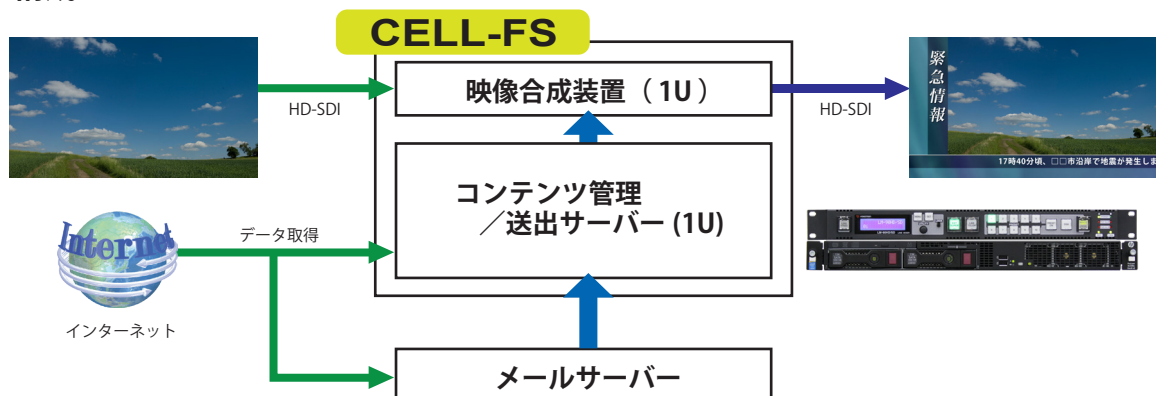 CELL-FS
映像合成装置（1U）
HD-SDI
HD-SDI
緊急情報
17時40分頃、□□市沿岸で地震が発生しま
コンテンツ管理
／送出サーバー (1U)
Internet
データ取得
インターネット
メールサーバー